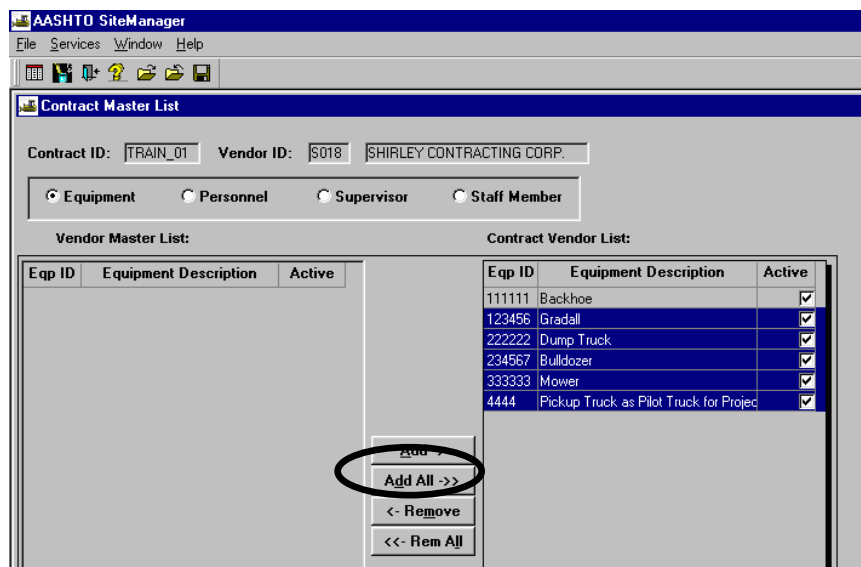 AASHTO SiteManager
File Services Window Help
Contract Master List
Contract ID: TRAIN_01 Vendor ID: S018 SHIRLEY CONTRACTING CORP.
Equipment Personnel Supervisor Staff Member
Vendor Master List: Contract Vendor List:
Eqp ID Equipment Description Active Eqp ID Equipment Description Active
111111 Backhoe
123456 Gradall
222222 Dump Truck
234567 Bulldozer
333333 Mower
4444 Pickup Truck as Pilot Truck for Projec
Add ->
Add All ->>
<- Remove
<<- Rem All